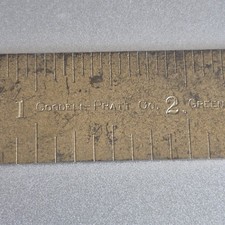 1 GOODELL-PRATT CO. 2 GREEN